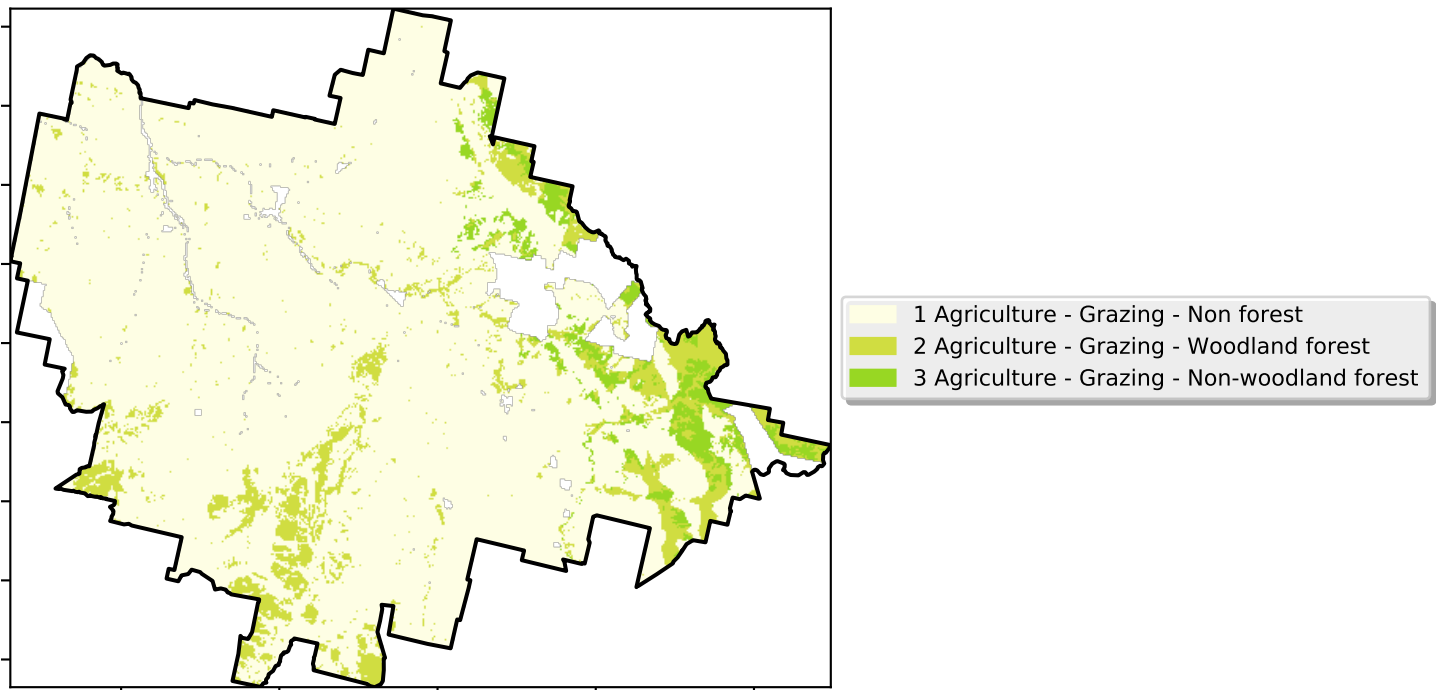 1 Agriculture - Grazing - Non forest
2 Agriculture - Grazing - Woodland forest
3 Agriculture - Grazing - Non-woodland forest